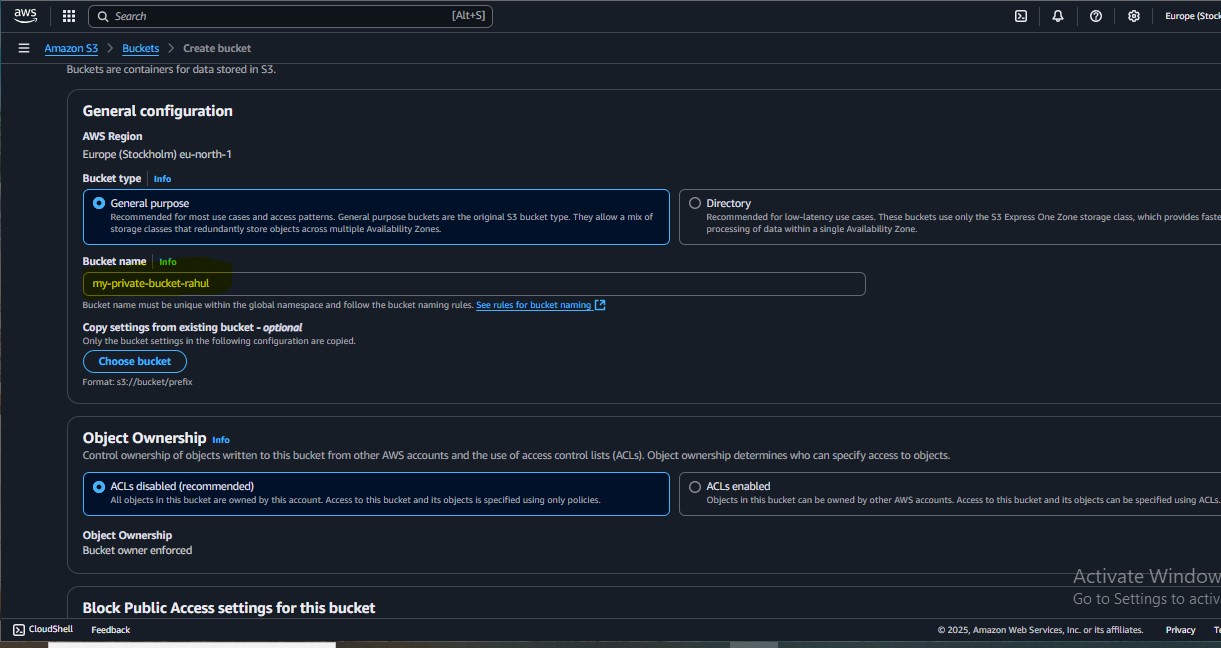 aws
Search [Alt+S]
Europe (Stock
Amazon S3 > Buckets > Create bucket
Buckets are containers for data stored in S3.
General configuration
AWS Region
Europe (Stockholm) eu-north-1
Bucket type Info
General purpose
Recommended for most use cases and access patterns. General purpose buckets are the original S3 bucket type. They allow a mix of
storage classes that redundantly store objects across multiple Availability Zones.
Directory
Recommended for low-latency use cases. These buckets use only the S3 Express One Zone storage class, which provides faste
processing of data within a single Availability Zone.
Bucket name Info
my-private-bucket-rahul
Bucket name must be unique within the global namespace and follow the bucket naming rules. See rules for bucket naming
Copy settings from existing bucket - optional
Only the bucket settings in the following configuration are copied.
Choose bucket
Format: s3://bucket/prefix
Object Ownership Info
Control ownership of objects written to this bucket from other AWS accounts and the use of access control lists (ACLs). Object ownership determines who can specify access to objects.
ACLs disabled (recommended)
All objects in this bucket are owned by this account. Access to this bucket and its objects is specified using only policies.
ACLs enabled
Objects in this bucket can be owned by other AWS accounts. Access to this bucket and its objects can be specified using ACLs.
Object Ownership
Bucket owner enforced
Activate Window
Go to Settings to activ
Block Public Access settings for this bucket
CloudShell Feedback © 2025, Amazon Web Services, Inc. or its affiliates. Privacy Te